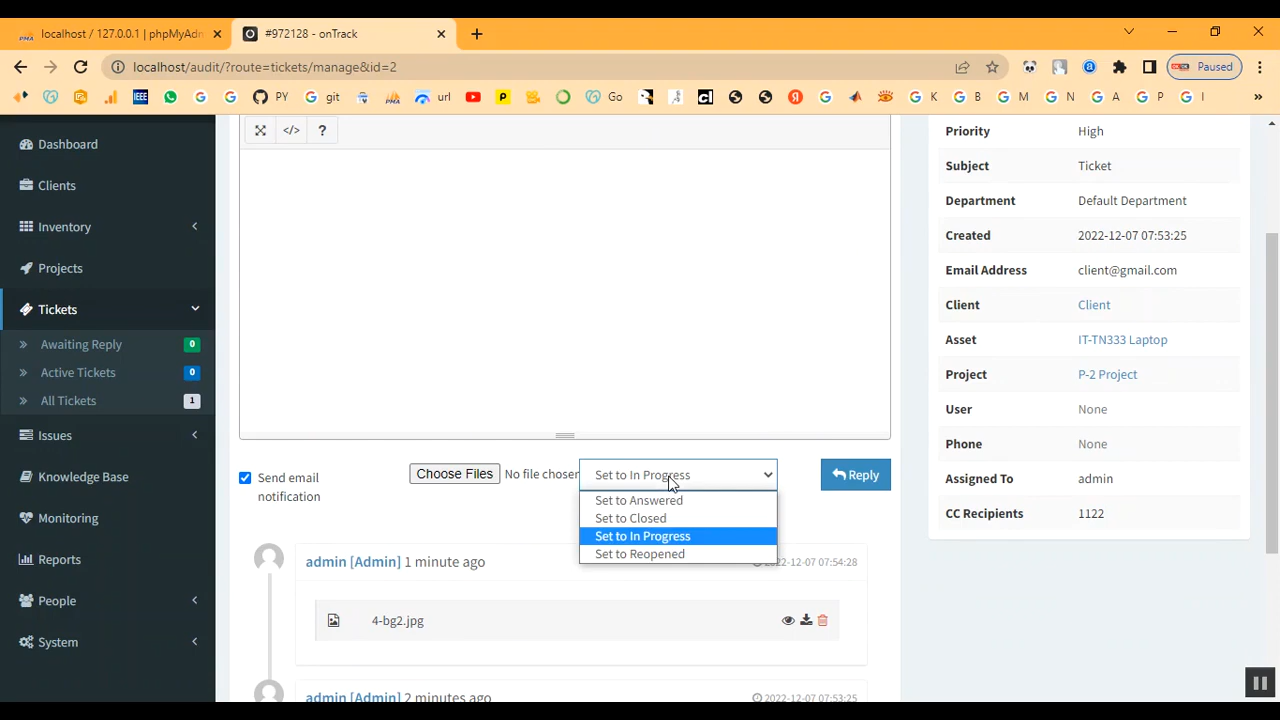 localhost / 127.0.0.1 | phpMyAdn
#972128 - onTrack
localhost/audit/?route=tickets/manage&id=2
Paused
IEEE
PY
git
url
Go
K
B
M
N
A
P
I
Dashboard
Clients
Inventory
Projects
Tickets
Awaiting Reply 0
Active Tickets 0
All Tickets 1
Issues
Knowledge Base
Monitoring
Reports
People
System
</> ?
Send email
notification
Choose Files No file chosen
Set to In Progress
Reply
Set to Answered
Set to Closed
Set to In Progress
Set to Reopened
admin [Admin] 1 minute ago
2022-12-07 07:54:28
4-bg2.jpg
admin [Admin] 2 minutes ago
2022-12-07 07:53:25
Priority High
Subject Ticket
Department Default Department
Created 2022-12-07 07:53:25
Email Address client@gmail.com
Client Client
Asset IT-TN333 Laptop
Project P-2 Project
User None
Phone None
Assigned To admin
CC Recipients 1122